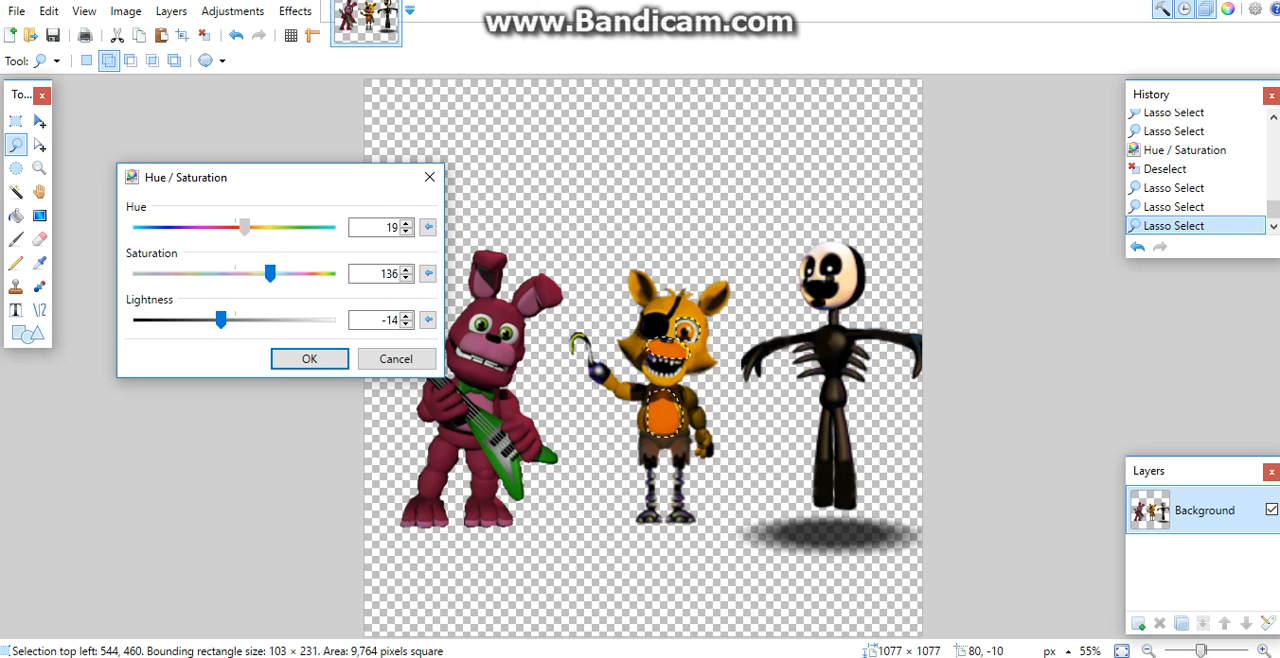 www.Bandicam.com
File Edit View Image Layers Adjustments Effects
Tool:
To...
History
Lasso Select
Lasso Select
Hue / Saturation
Deselect
Lasso Select
Lasso Select
Lasso Select
Hue / Saturation
Hue
19
Saturation
136
Lightness
-14
OK Cancel
Layers
Background
Selection top left: 544, 460. Bounding rectangle size: 103 × 231. Area: 9,764 pixels square 1077 × 1077 80, -10 px 55%